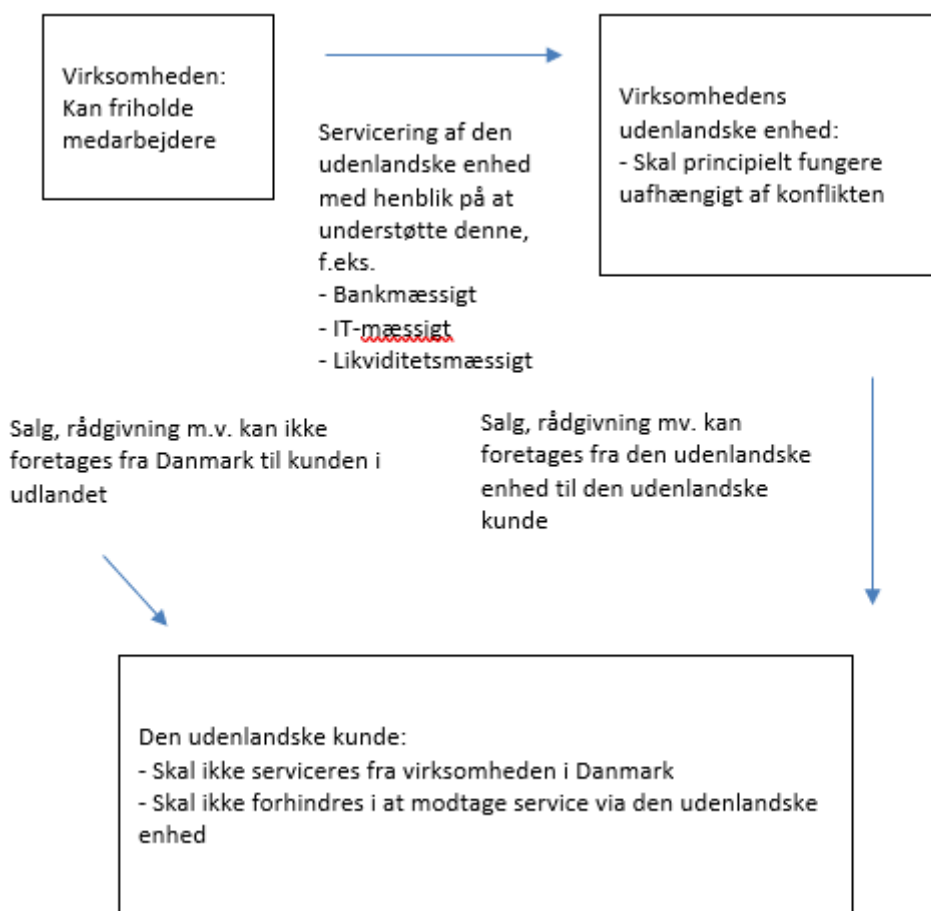 Virksomheden:
Kan friholde
medarbejdere
Servicering af den
udenlandske enhed
med henblik på at
understøtte denne,
f.eks.
- Bankmæssigt
- IT-mæssigt
- Likviditetsmæssigt
Virksomhedens
udenlandske enhed:
- Skal principielt fungere
uafhængigt af konflikten
Salg, rådgivning m.v. kan ikke
foretages fra Danmark til kunden i
udlandet
Salg, rådgivning mv. kan
foretages fra den udenlandske
enhed til den udenlandske
kunde
Den udenlandske kunde:
- Skal ikke serviceres fra virksomheden i Danmark
- Skal ikke forhindres i at modtage service via den udenlandske
enhed